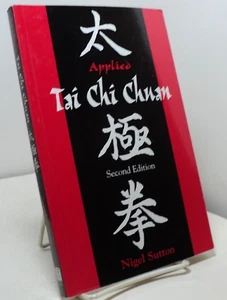 太
Applied
Tai Chi Chuan
極
Second Edition
拳
Nigel Sutton